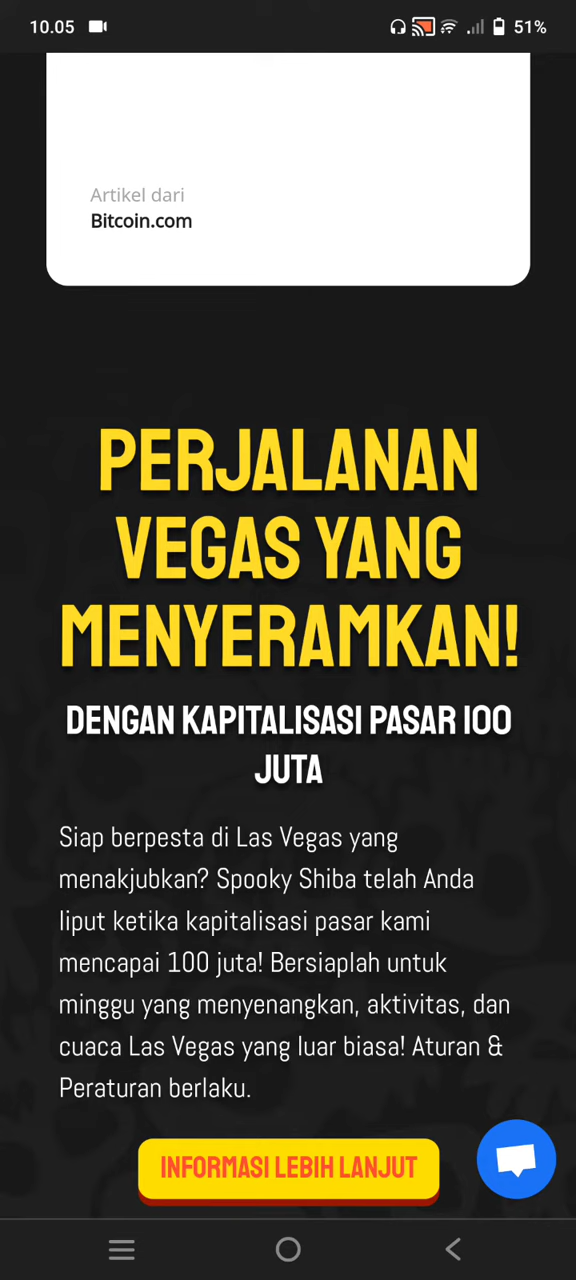 10.05
51%
Artikel dari
Bitcoin.com
PERJALANAN
VEGAS YANG
MENYERAMKAN!
DENGAN KAPITALISASI PASAR 100
JUTA
Siap berpesta di Las Vegas yang
menakjubkan? Spooky Shiba telah Anda
liput ketika kapitalisasi pasar kami
mencapai 100 juta! Bersiaplah untuk
minggu yang menyenangkan, aktivitas, dan
cuaca Las Vegas yang luar biasa! Aturan &
Peraturan berlaku.
INFORMASI LEBIH LANJUT